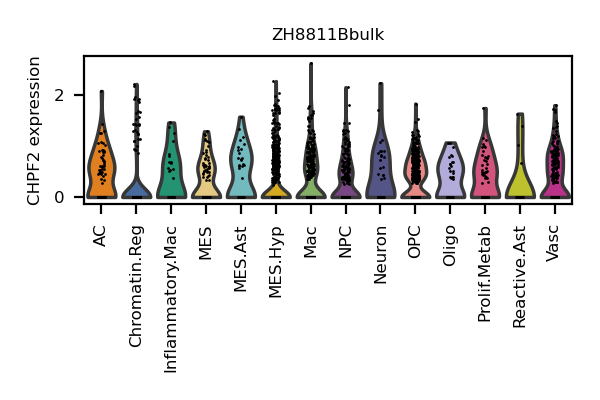 ZH8811Bbulk
CHPF2 expression
2
0
AC
Chromatin.Reg
Inflammatory.Mac
MES
MES.Ast
MES.Hyp
Mac
NPC
Neuron
OPC
Oligo
Prolif.Metab
Reactive.Ast
Vasc